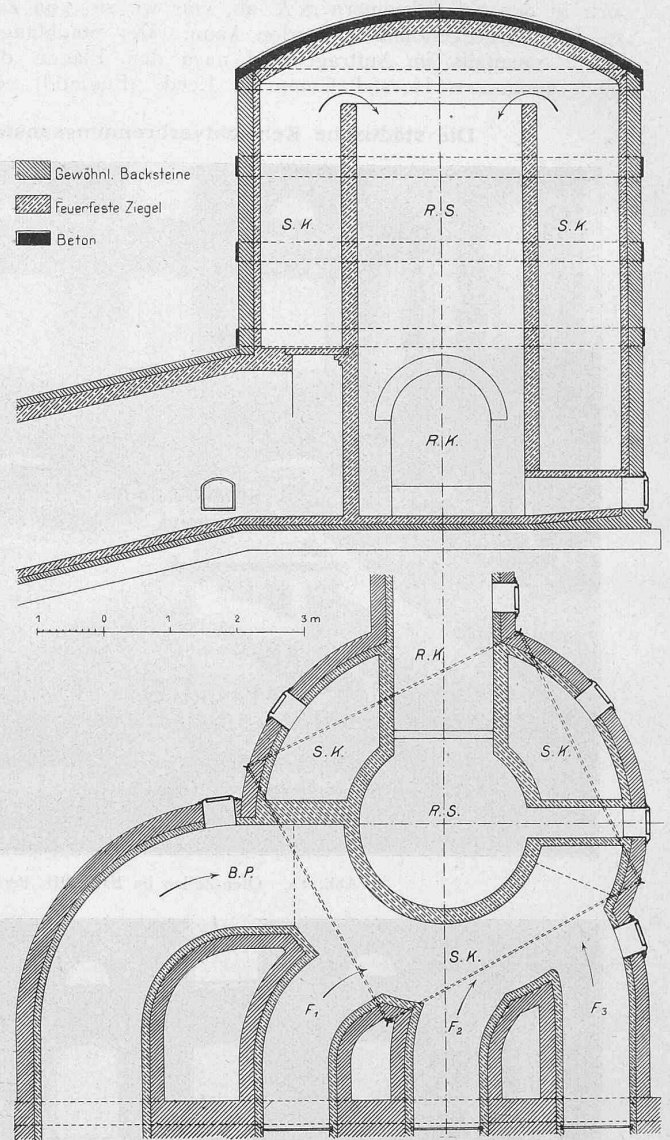 Gewöhnl. Backsteine
Feuerfeste Ziegel
Beton
S.K.
R.S.
S.K.
R.K.
1 0 1 2 3 m
R.K.
S.K.
S.K.
R.S.
B.P.
S.K.
F₁
F₂
F₃